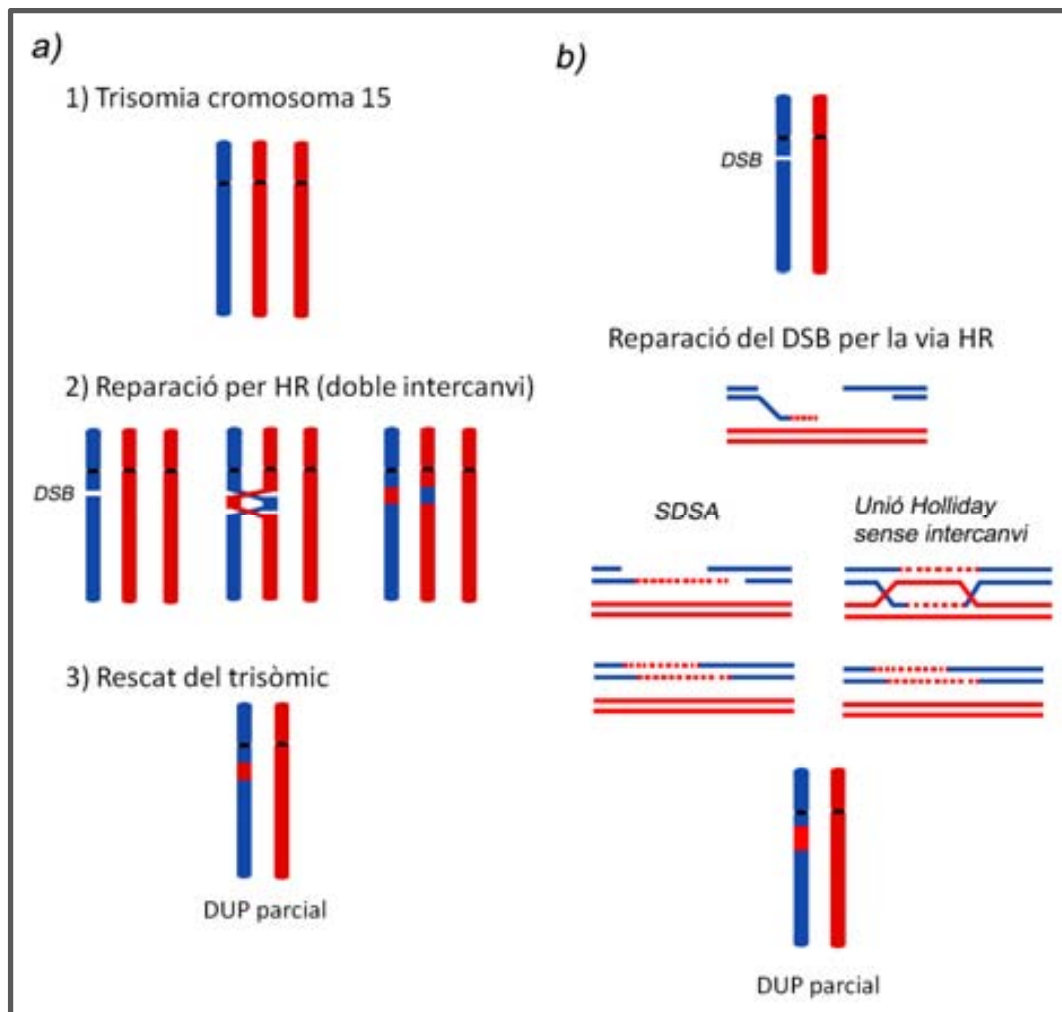 a)
1) Trisomia cromosoma 15
2) Reparació per HR (doble intercanvi)
DSB
3) Rescat del trisòmic
DUP parcial
b)
DSB
Reparació del DSB per la via HR
SDSA
Unió Holliday
sense intercanvi
DUP parcial